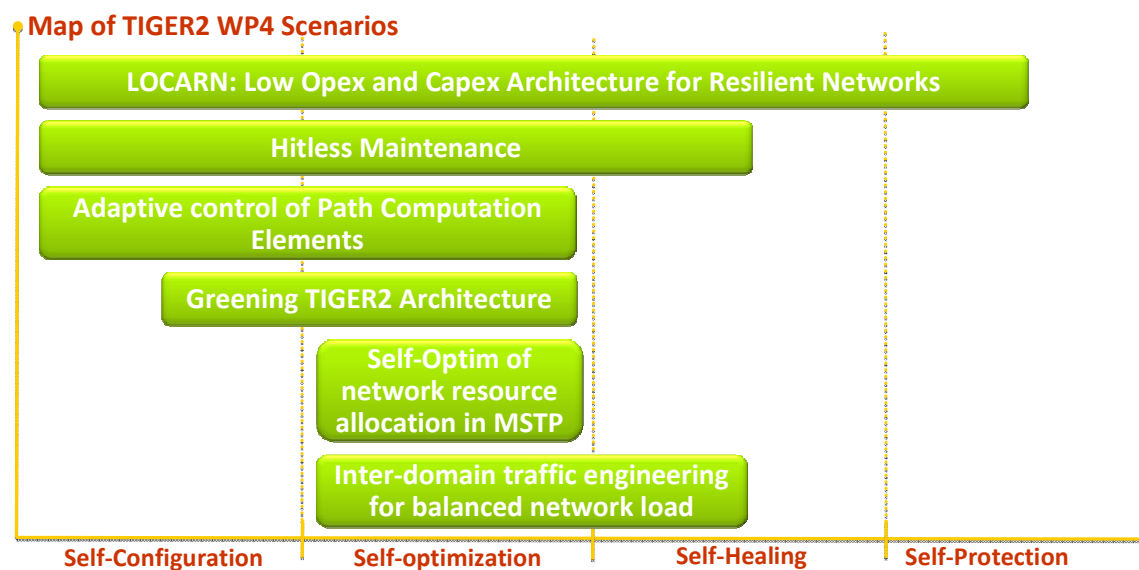 Map of TIGER2 WP4 Scenarios
LOCARN: Low Opex and Capex Architecture for Resilient Networks
Hitless Maintenance
Adaptive control of Path Computation
Elements
Greening TIGER2 Architecture
Self-Optim of
network resource
allocation in MSTP
Inter-domain traffic engineering
for balanced network load
Self-Configuration
Self-optimization
Self-Healing
Self-Protection